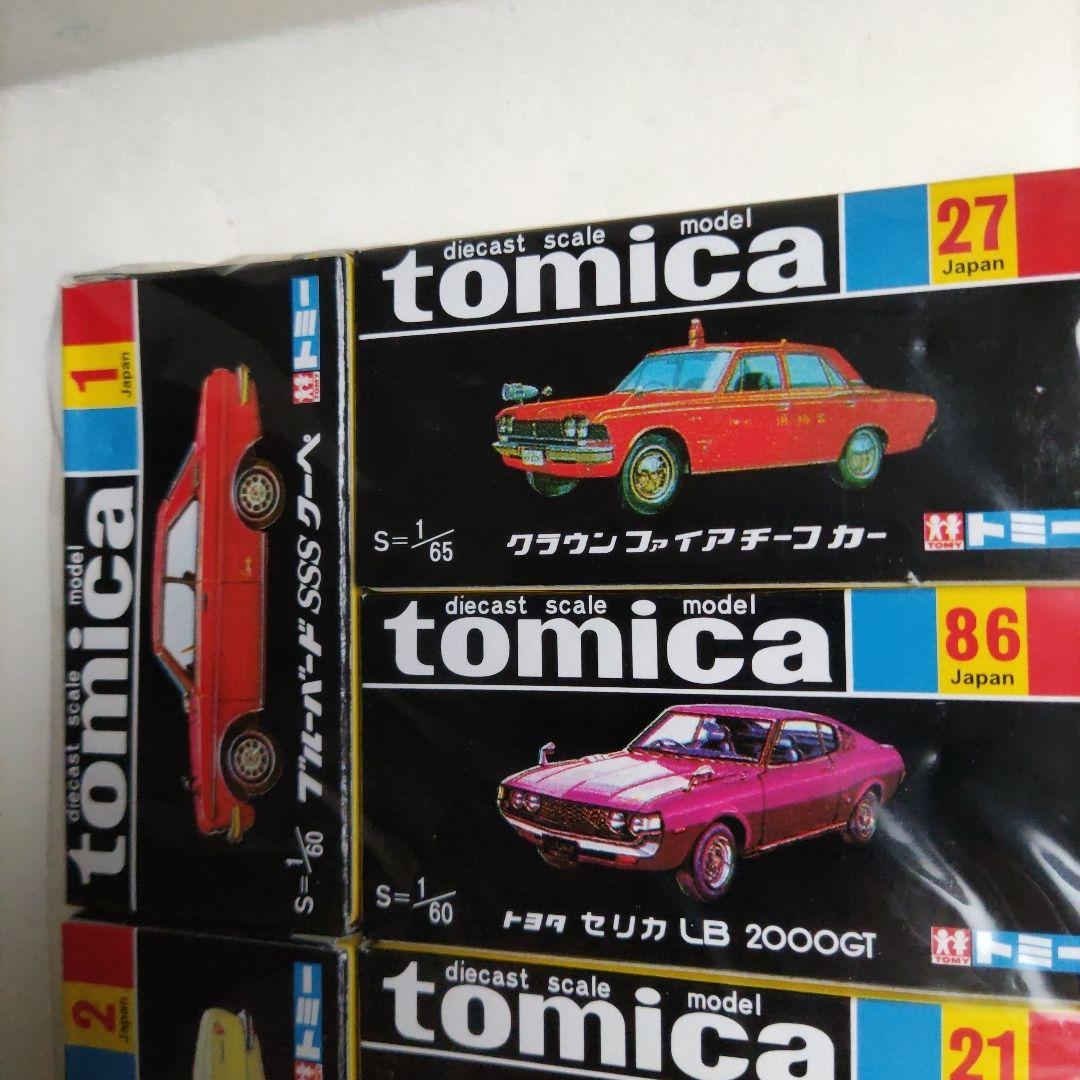 diecast scale model
tomica
27
Japan
S=1/65
クラウン ファイアチーフ カー
TOMY
トミー
diecast scale model
tomica
86
Japan
S=1/60
トヨタ セリカ LB 2000GT
TOMY
トミー
diecast scale model
tomica
21
1
Japan
diecast scale model
tomica
S=1/60
ブルーバード SSS クーペ
TOMY
トミー
2
Japan
TOMY
トミー